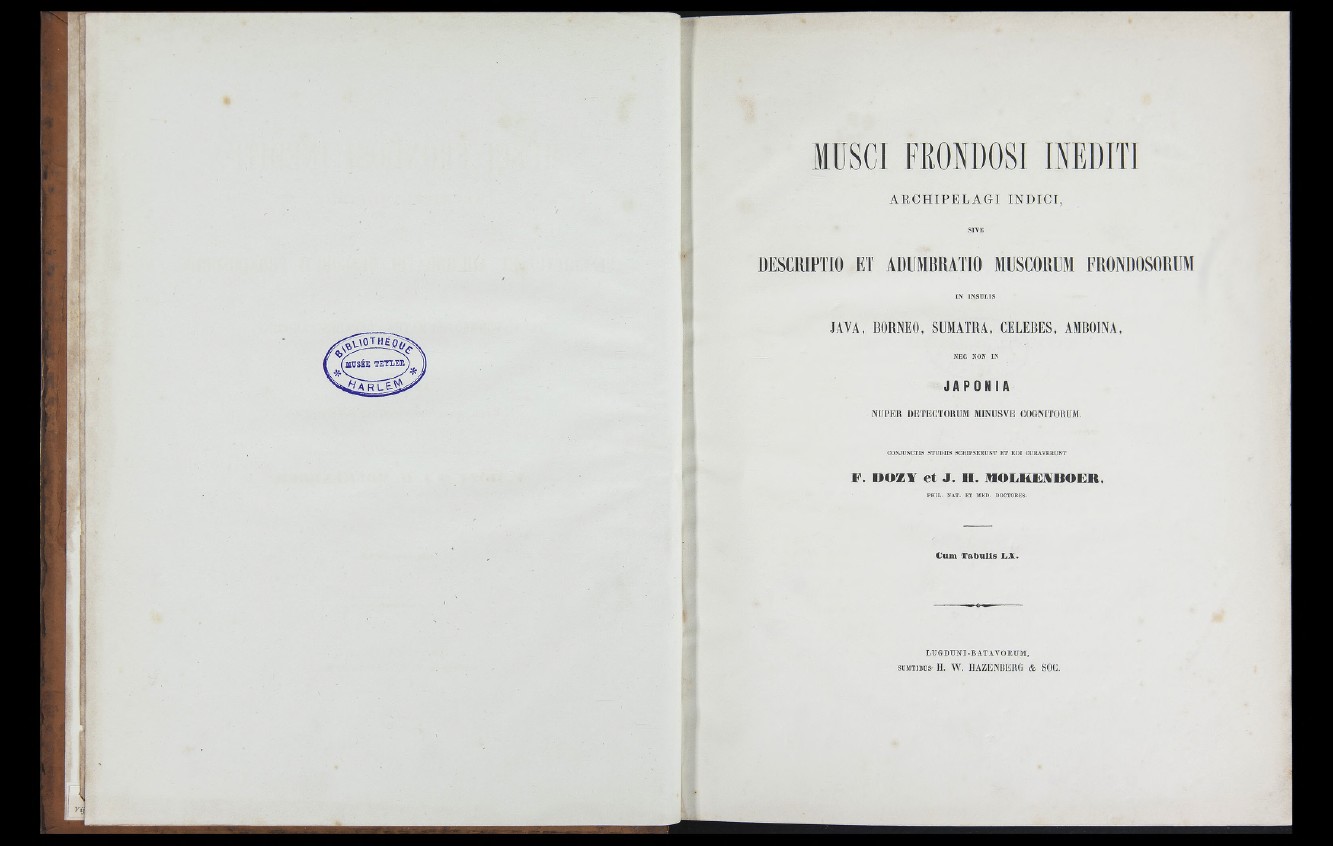 BIBLIOTHÈQUE
MUSÉE TEYLER
HARLEM
MUSCI FRONDOSI INEDITI
ARCHIPELAGI INDICI,
SIVE
DESCRIPTIO ET ADUMBRATIO MUSCORUM FRONDOSORUM
IN INSULIS
JAVA, BORNEO, SUMATRA, CELEBES, AMBOINA,
NEC NON IN
JAPONIA
NUPER DETECTORUM MINUSVE COGNITORUM.
CONJUNCTIS STUDIIS SCRIPSERUNT ET EDI CURAVERUNT
F. DOZY et J. H. MOLKENBOER,
PHIL. NAT. ET MED. DOCTORES.
Cum Tabulis LX.
LUGDUNI-BATAVORUM,
SUMTIBUS H. W. HAZENBERG & SOC.